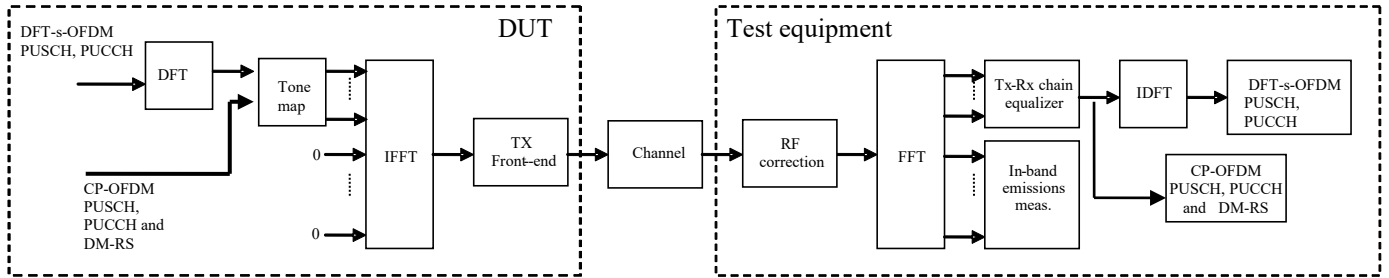 DUT
DFT-s-OFDM
PUSCH, PUCCH
DFT
Tone
map
CP-OFDM
PUSCH,
PUCCH and
DM-RS
0
0
IFFT
TX
Front-end
Channel
Test equipment
RF
correction
FFT
Tx-Rx chain
equalizer
In-band
emissions
meas.
IDFT
DFT-s-OFDM
PUSCH,
PUCCH
CP-OFDM
PUSCH, PUCCH
and DM-RS